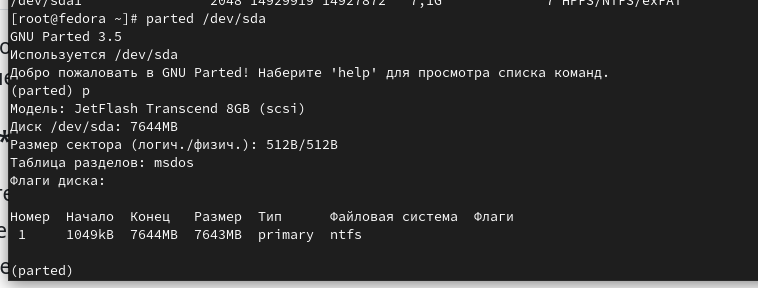 /dev/sda1 2048 14929919 14927872 7,1G 7 HPFS/NTFS/exFAT
[root@fedora ~]# parted /dev/sda
GNU Parted 3.5
Используется /dev/sda
Добро пожаловать в GNU Parted! Наберите 'help' для просмотра списка команд.
(parted) p
Модель: JetFlash Transcend 8GB (scsi)
Диск /dev/sda: 7644MB
Размер сектора (логич./физич.): 512B/512B
Таблица разделов: msdos
Флаги диска:
Номер Начало Конец Размер Тип Файловая система Флаги
1 1049kB 7644MB 7643MB primary ntfs
(parted)